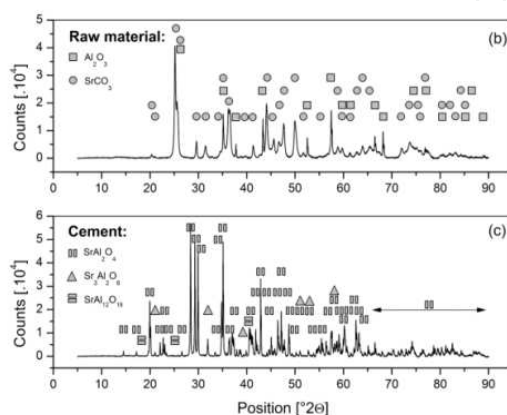 5
4
3
2
1
0
Counts [.10⁴]
Raw material:
Al₂O₃
SrCO₃
(b)
0 10 20 30 40 50 60 70 80 90
6
5
4
3
2
1
0
Counts [.10⁴]
Cement:
SrAl₂O₄
Sr₃Al₂O₆
SrAl₁₂O₁₉
(c)
0 10 20 30 40 50 60 70 80 90
Position [°2Θ]